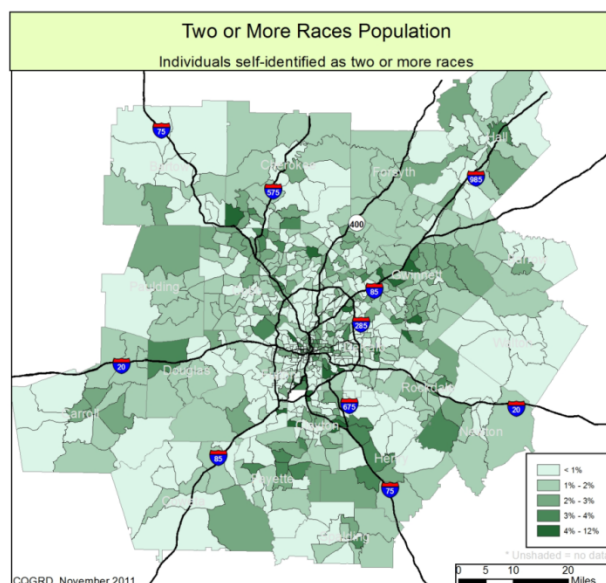 Two or More Races Population
Individuals self-identified as two or more races
75
Hall
Cherokee
575
Forsyth
985
400
Barrow
Gwinnett
Paulding
85
285
Walton
20
Douglas
Rockdale
Carroll
675
20
Newton
Clayton
85
Henry
Fayette
75
Coweta
Spalding
< 1%
1% - 2%
2% - 3%
3% - 4%
4% - 12%
* Unshaded = no data
0 5 10 20
Miles
COGRD, November 2011